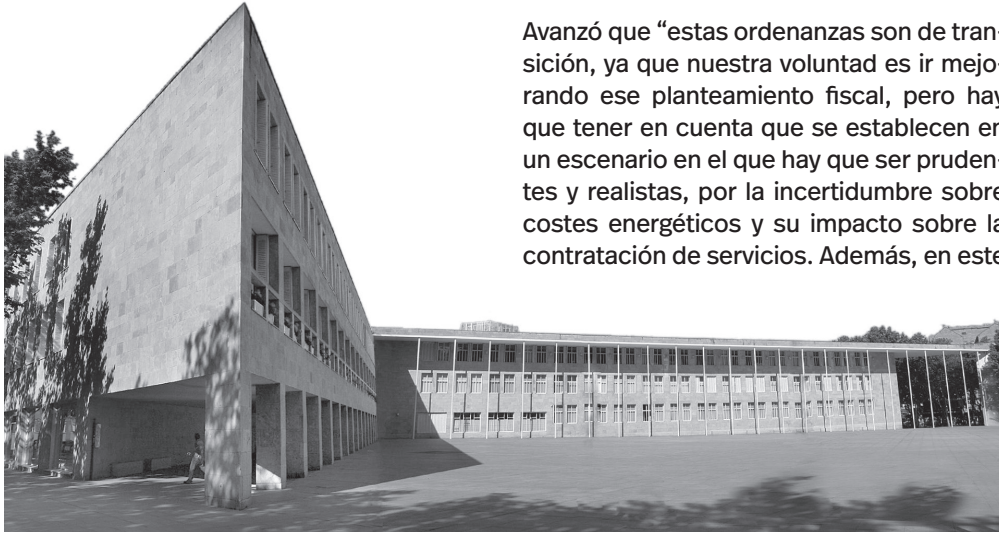 Avanzó que “estas ordenanzas son de tran-
sición, ya que nuestra voluntad es ir mejo-
rando ese planteamiento fiscal, pero hay
que tener en cuenta que se establecen en
un escenario en el que hay que ser pruden-
tes y realistas, por la incertidumbre sobre
costes energéticos y su impacto sobre la
contratación de servicios. Además, en este